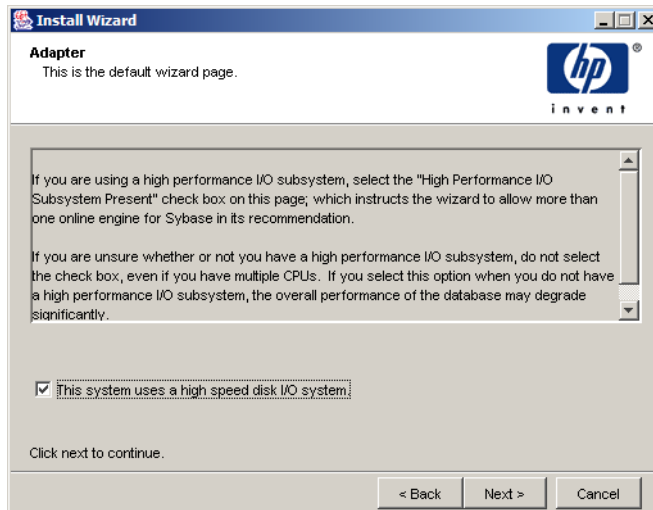 Install Wizard
Adapter
This is the default wizard page.
hp
®
invent
If you are using a high performance I/O subsystem, select the "High Performance I/O
Subsystem Present" check box on this page; which instructs the wizard to allow more than
one online engine for Sybase in its recommendation.
If you are unsure whether or not you have a high performance I/O subsystem, do not select
the check box, even if you have multiple CPUs. If you select this option when you do not have
a high performance I/O subsystem, the overall performance of the database may degrade
significantly.
This system uses a high speed disk I/O system.
Click next to continue.
< Back Next > Cancel